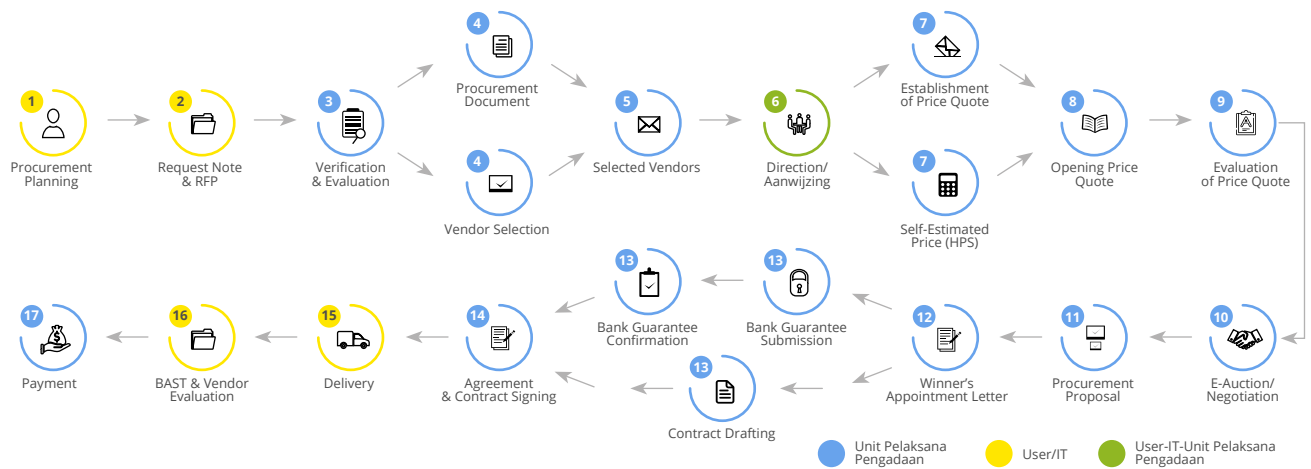 1
Procurement
Planning
2
Request Note
& RFP
3
Verification
& Evaluation
4
Procurement
Document
4
Vendor Selection
5
Selected Vendors
6
Direction/
Aanwijzing
7
Establishment
of Price Quote
7
Self-Estimated
Price (HPS)
8
Opening Price
Quote
9
Evaluation
of Price Quote
10
E-Auction/
Negotiation
11
Procurement
Proposal
12
Winner’s
Appointment Letter
13
Bank Guarantee
Submission
13
Bank Guarantee
Confirmation
13
Contract Drafting
14
Agreement
& Contract Signing
15
Delivery
16
BAST & Vendor
Evaluation
17
Payment
Unit Pelaksana
Pengadaan
User/IT
User-IT-Unit Pelaksana
Pengadaan